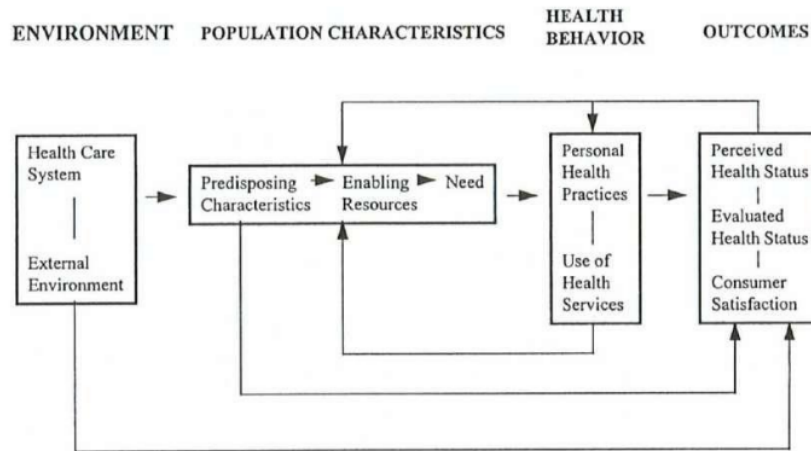 ENVIRONMENT
POPULATION CHARACTERISTICS
HEALTH
BEHAVIOR
OUTCOMES
Health Care
System
External
Environment
Predisposing
Characteristics
Enabling
Resources
Need
Personal
Health
Practices
Use of
Health
Services
Perceived
Health Status
Evaluated
Health Status
Consumer
Satisfaction